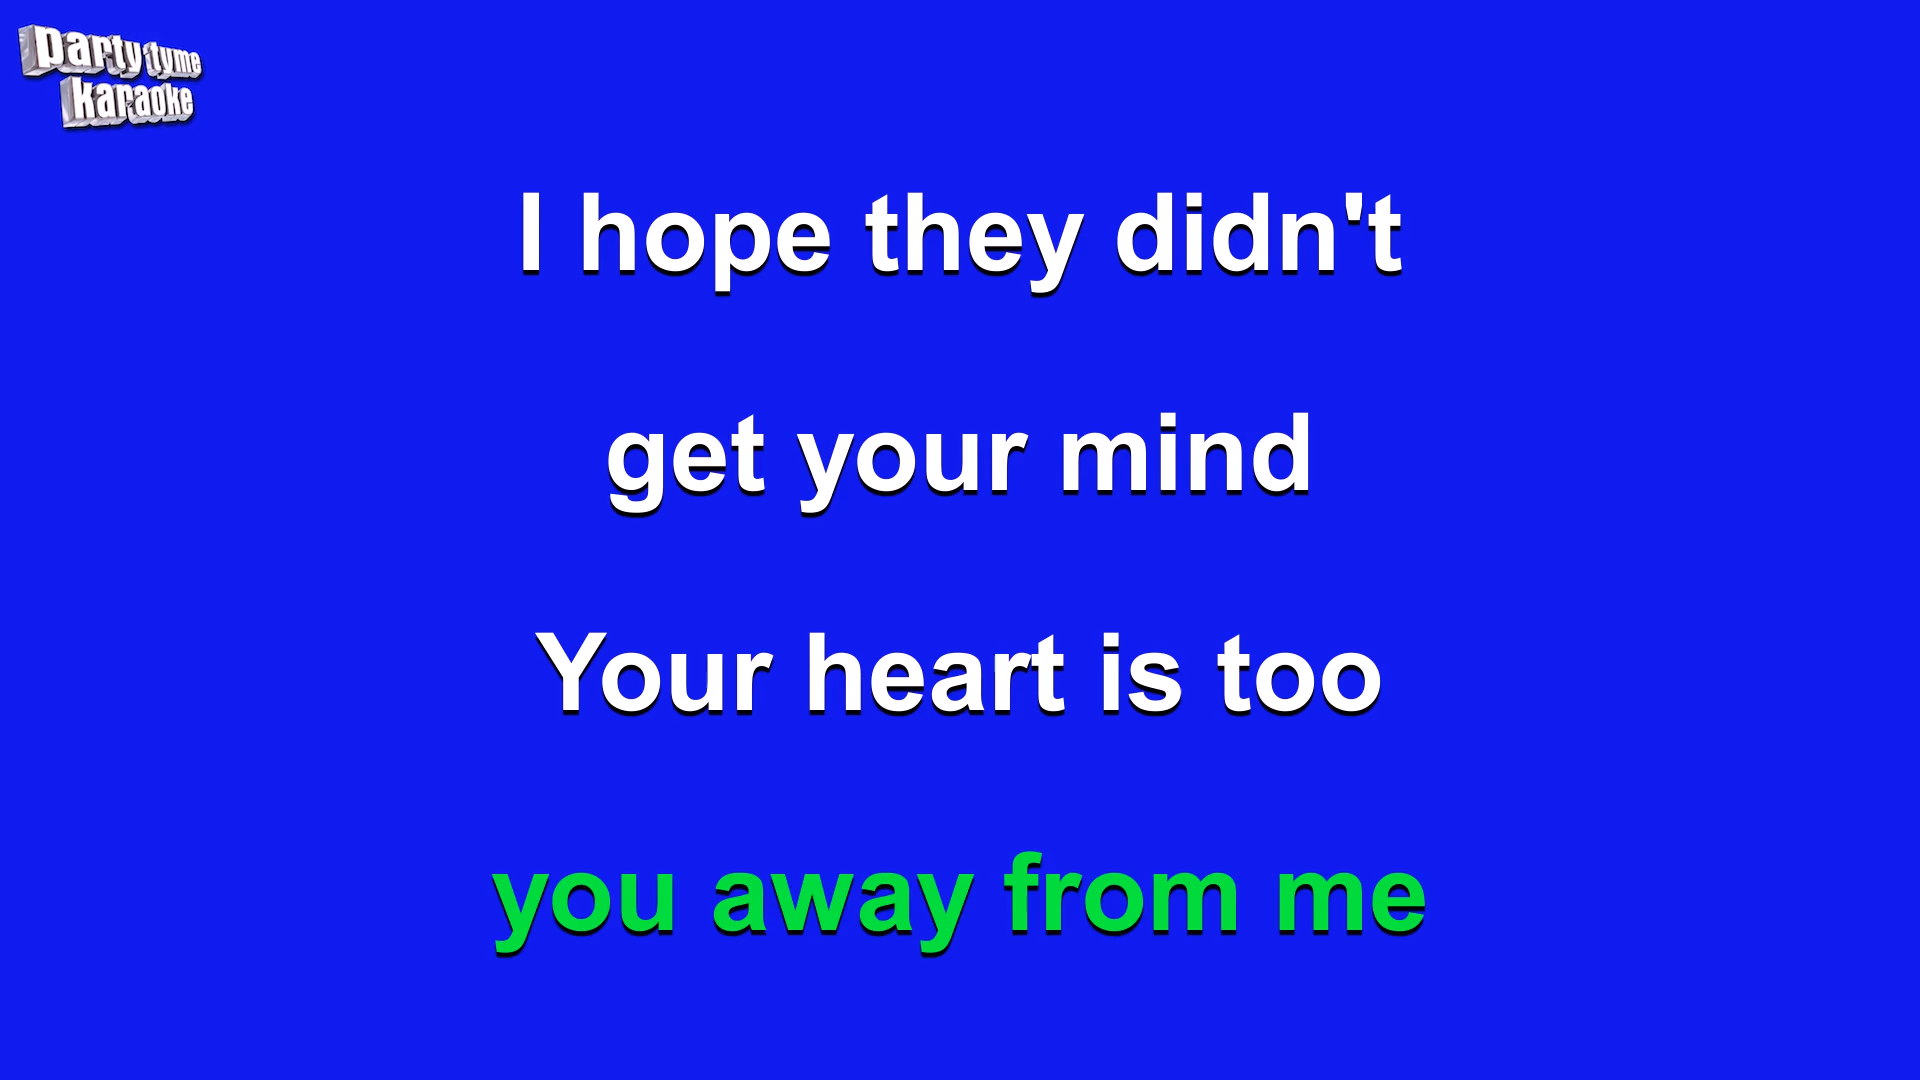 party tyme
karaoke
I hope they didn't
get your mind
Your heart is too
you away from me